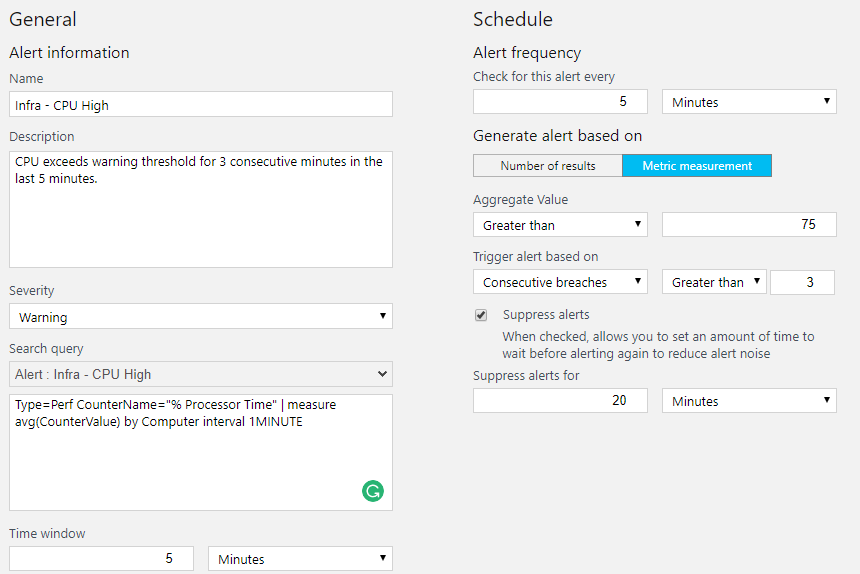 General
Alert information
Name
Infra - CPU High
Description
CPU exceeds warning threshold for 3 consecutive minutes in the
last 5 minutes.
Severity
Warning
Search query
Alert : Infra - CPU High
Type=Perf CounterName="% Processor Time" | measure
avg(CounterValue) by Computer interval 1MINUTE
G
Time window
5 Minutes
Schedule
Alert frequency
Check for this alert every
5 Minutes
Generate alert based on
Number of results Metric measurement
Aggregate Value
Greater than 75
Trigger alert based on
Consecutive breaches Greater than 3
Suppress alerts
When checked, allows you to set an amount of time to
wait before alerting again to reduce alert noise
Suppress alerts for
20 Minutes